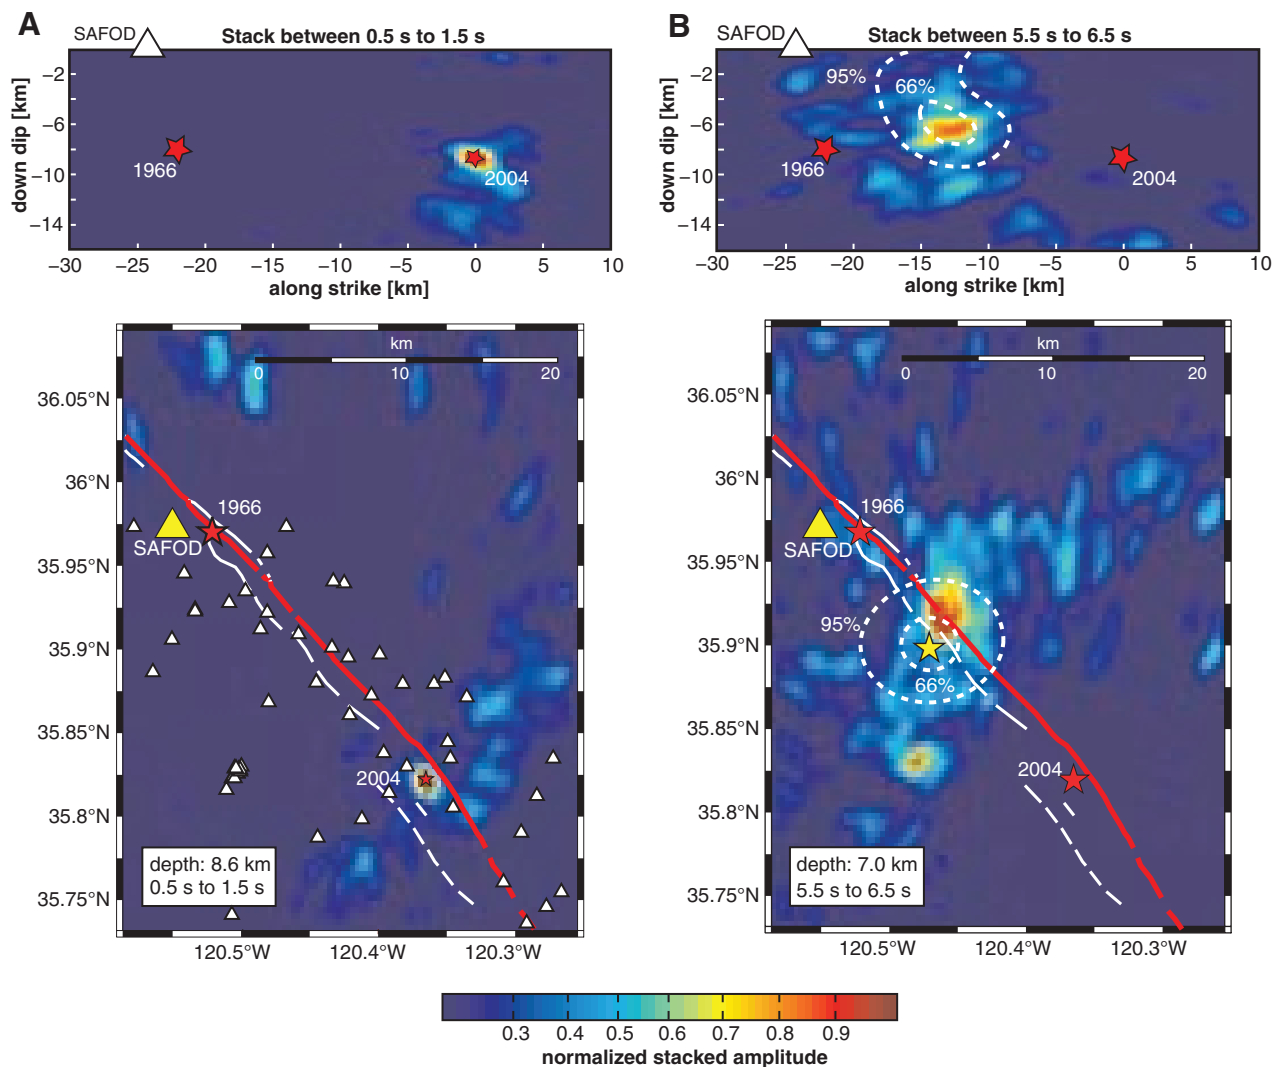 A
SAFOD
Stack between 0.5 s to 1.5 s
down dip [km]
−2
−6
−10
−14
1966
2004
−30 −25 −20 −15 −10 −5 0 5 10
along strike [km]
B
SAFOD
Stack between 5.5 s to 6.5 s
down dip [km]
−2
−6
−10
−14
95%
66%
1966
2004
−30 −25 −20 −15 −10 −5 0 5 10
along strike [km]
km
0 10 20
36.05°N
36°N
35.95°N
35.9°N
35.85°N
35.8°N
35.75°N
1966
SAFOD
2004
depth: 8.6 km
0.5 s to 1.5 s
120.5°W 120.4°W 120.3°W
km
0 10 20
36.05°N
36°N
35.95°N
35.9°N
35.85°N
35.8°N
35.75°N
1966
SAFOD
95%
66%
2004
depth: 7.0 km
5.5 s to 6.5 s
120.5°W 120.4°W 120.3°W
0.3 0.4 0.5 0.6 0.7 0.8 0.9
normalized stacked amplitude